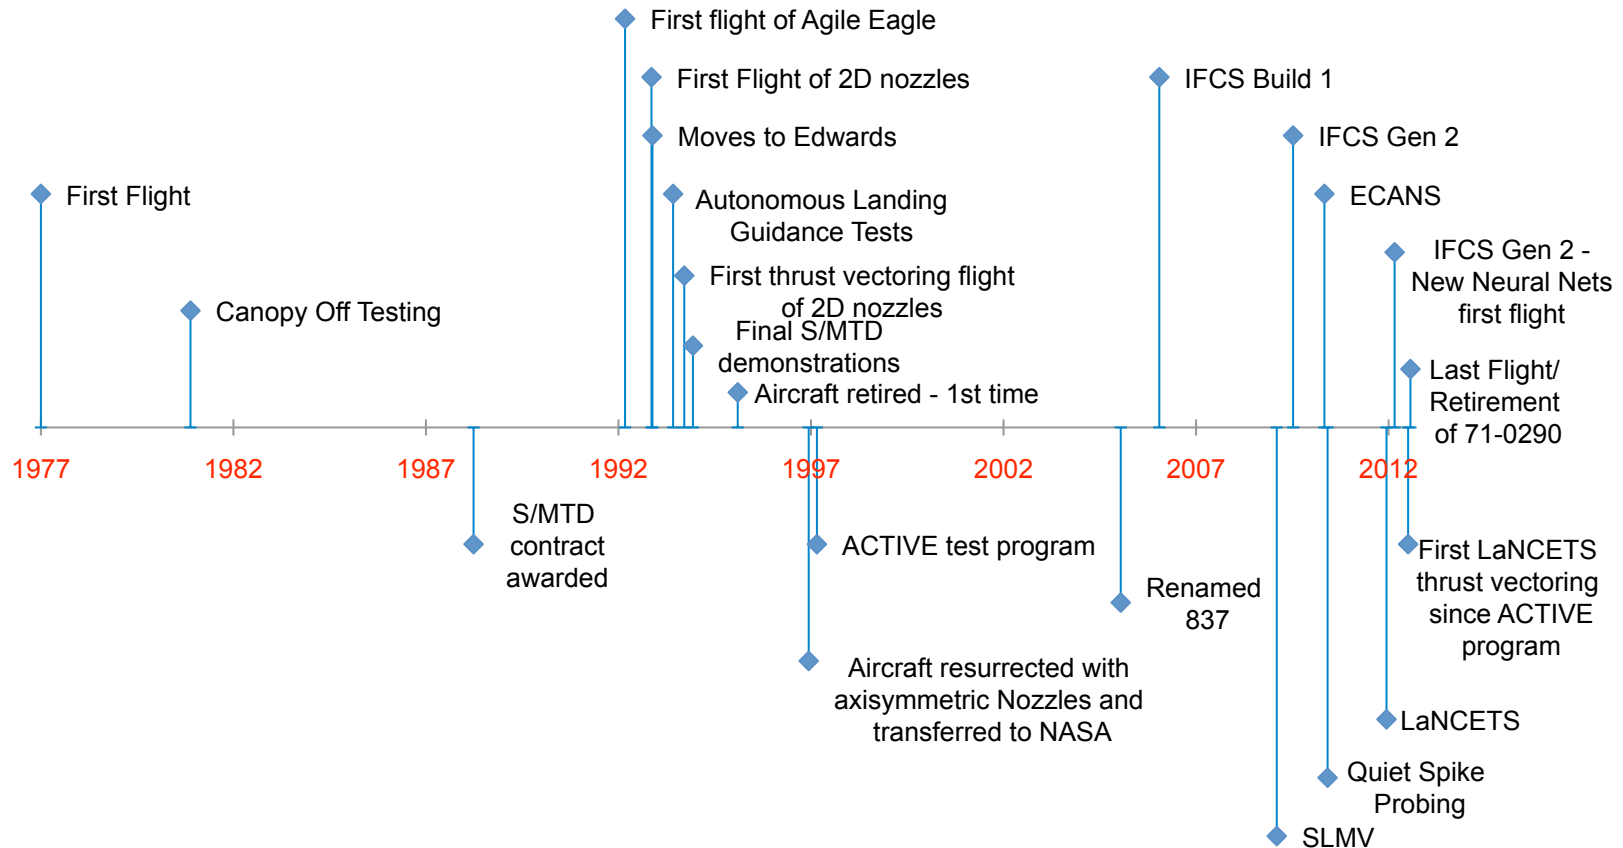 First flight of Agile Eagle
First Flight of 2D nozzles
IFCS Build 1
Moves to Edwards
IFCS Gen 2
First Flight
Autonomous Landing
Guidance Tests
ECANS
IFCS Gen 2 -
New Neural Nets
first flight
First thrust vectoring flight
of 2D nozzles
Canopy Off Testing
Final S/MTD
demonstrations
Last Flight/
Retirement
of 71-0290
Aircraft retired - 1st time
1977
1982
1987
1992
1997
2002
2007
2012
S/MTD
contract
awarded
ACTIVE test program
First LaNCETS
thrust vectoring
since ACTIVE
program
Renamed
837
Aircraft resurrected with
axisymmetric Nozzles and
transferred to NASA
LaNCETS
Quiet Spike
Probing
SLMV